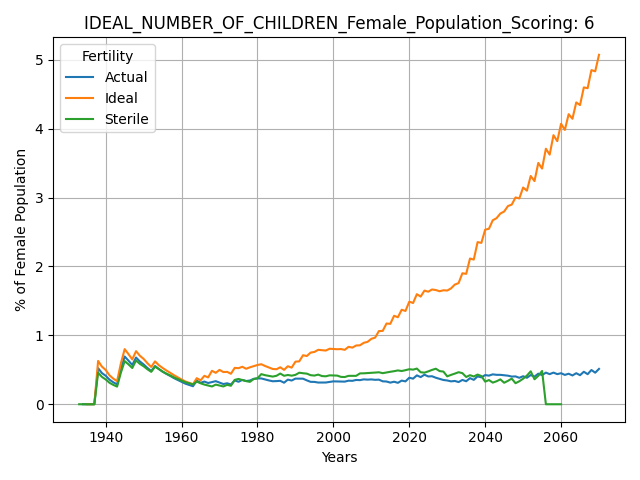 IDEAL_NUMBER_OF_CHILDREN_Female_Population_Scoring: 6
Fertility
Actual
Ideal
Sterile
% of Female Population
5
4
3
2
1
0
1940 1960 1980 2000 2020 2040 2060
Years